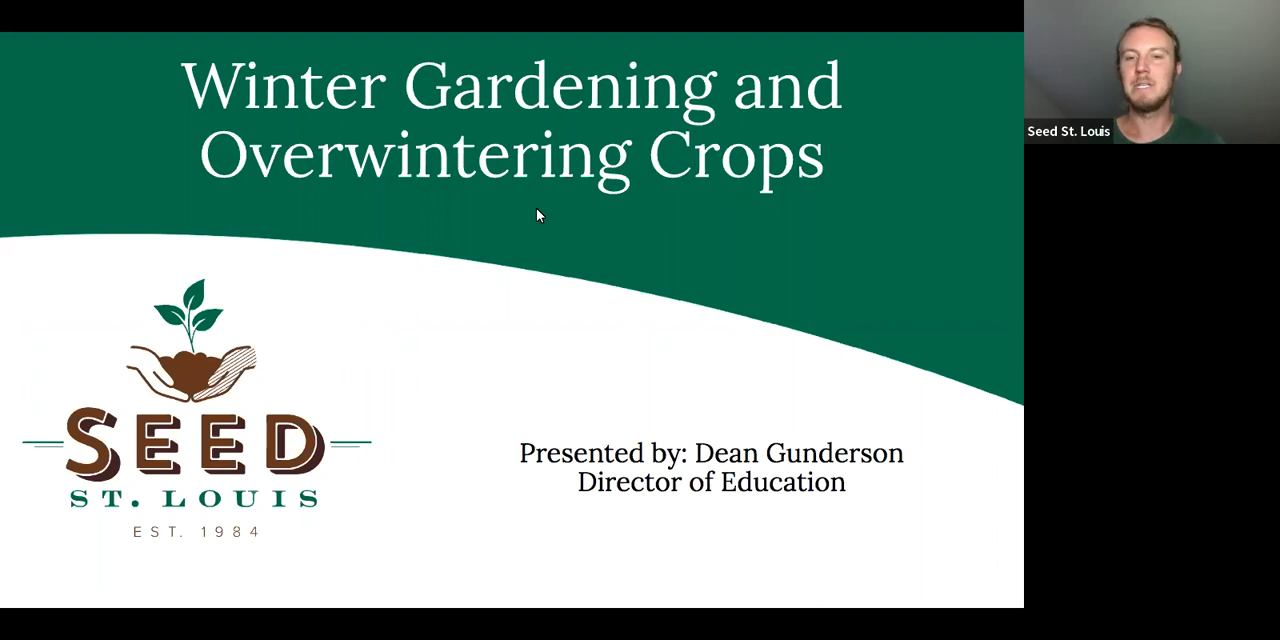 Winter Gardening and
Overwintering Crops
Seed St. Louis
SEED
ST. LOUIS
EST. 1984
Presented by: Dean Gunderson
Director of Education